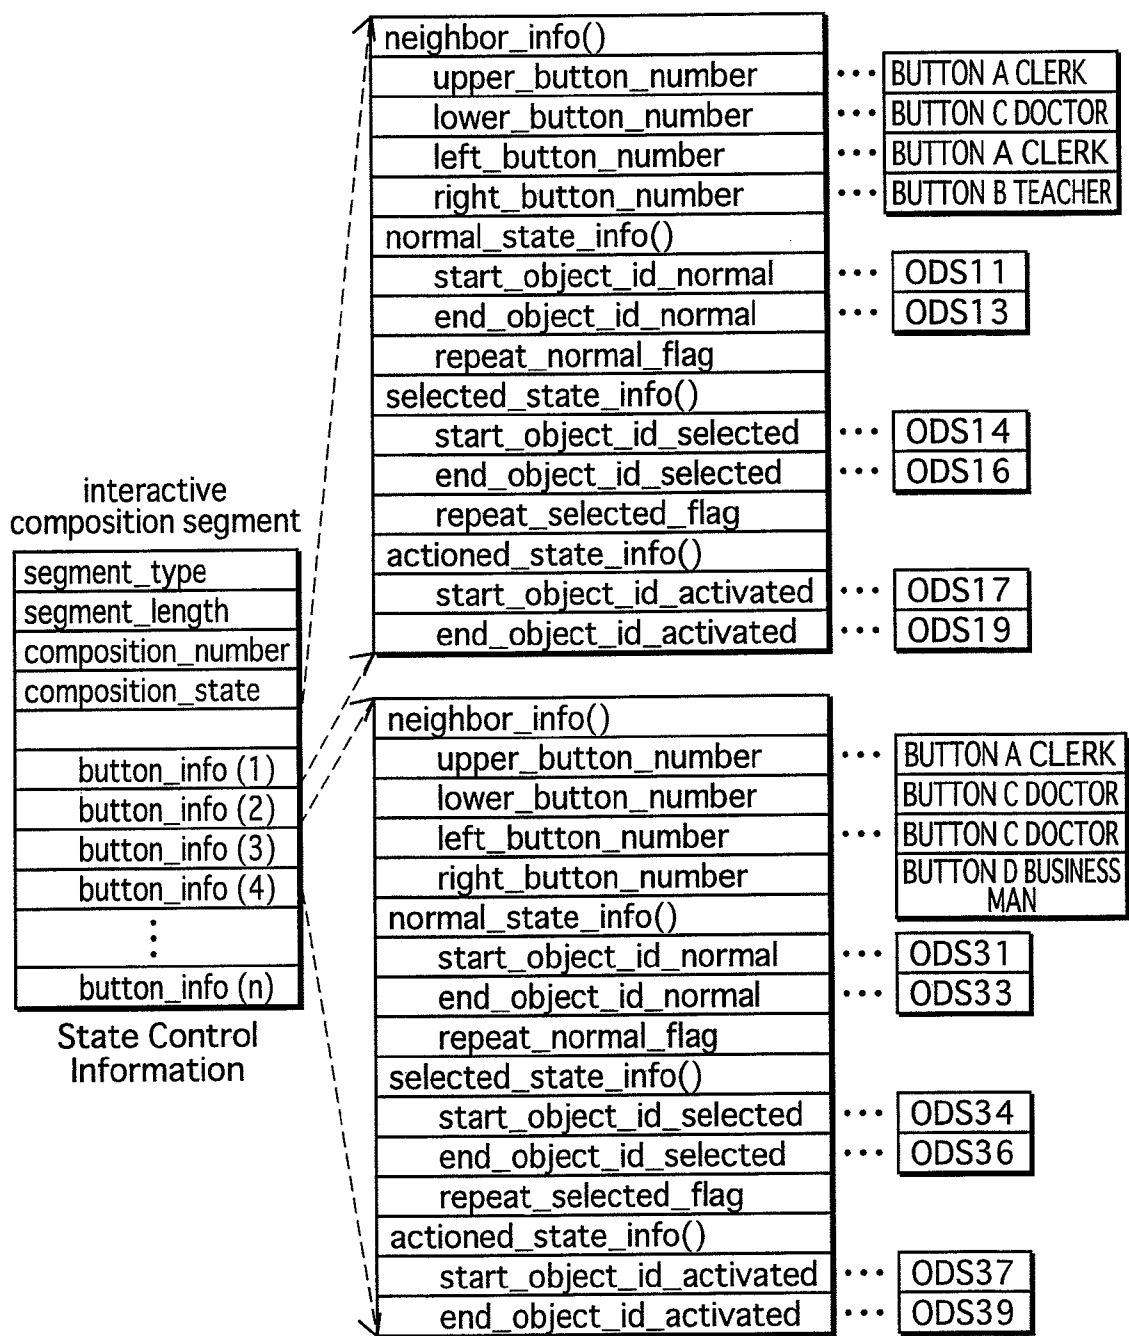 interactive
composition segment
segment_type
segment_length
composition_number
composition_state
button_info (1)
button_info (2)
button_info (3)
button_info (4)
⋮
button_info (n)
State Control
Information
neighbor_info()
upper_button_number ··· BUTTON A CLERK
lower_button_number ··· BUTTON C DOCTOR
left_button_number ··· BUTTON A CLERK
right_button_number ··· BUTTON B TEACHER
normal_state_info()
start_object_id_normal ··· ODS11
end_object_id_normal ··· ODS13
repeat_normal_flag
selected_state_info()
start_object_id_selected ··· ODS14
end_object_id_selected ··· ODS16
repeat_selected_flag
actioned_state_info()
start_object_id_activated ··· ODS17
end_object_id_activated ··· ODS19
neighbor_info()
upper_button_number ··· BUTTON A CLERK
lower_button_number BUTTON C DOCTOR
left_button_number ··· BUTTON C DOCTOR
right_button_number BUTTON D BUSINESS
MAN
normal_state_info()
start_object_id_normal ··· ODS31
end_object_id_normal ··· ODS33
repeat_normal_flag
selected_state_info()
start_object_id_selected ··· ODS34
end_object_id_selected ··· ODS36
repeat_selected_flag
actioned_state_info()
start_object_id_activated ··· ODS37
end_object_id_activated ··· ODS39